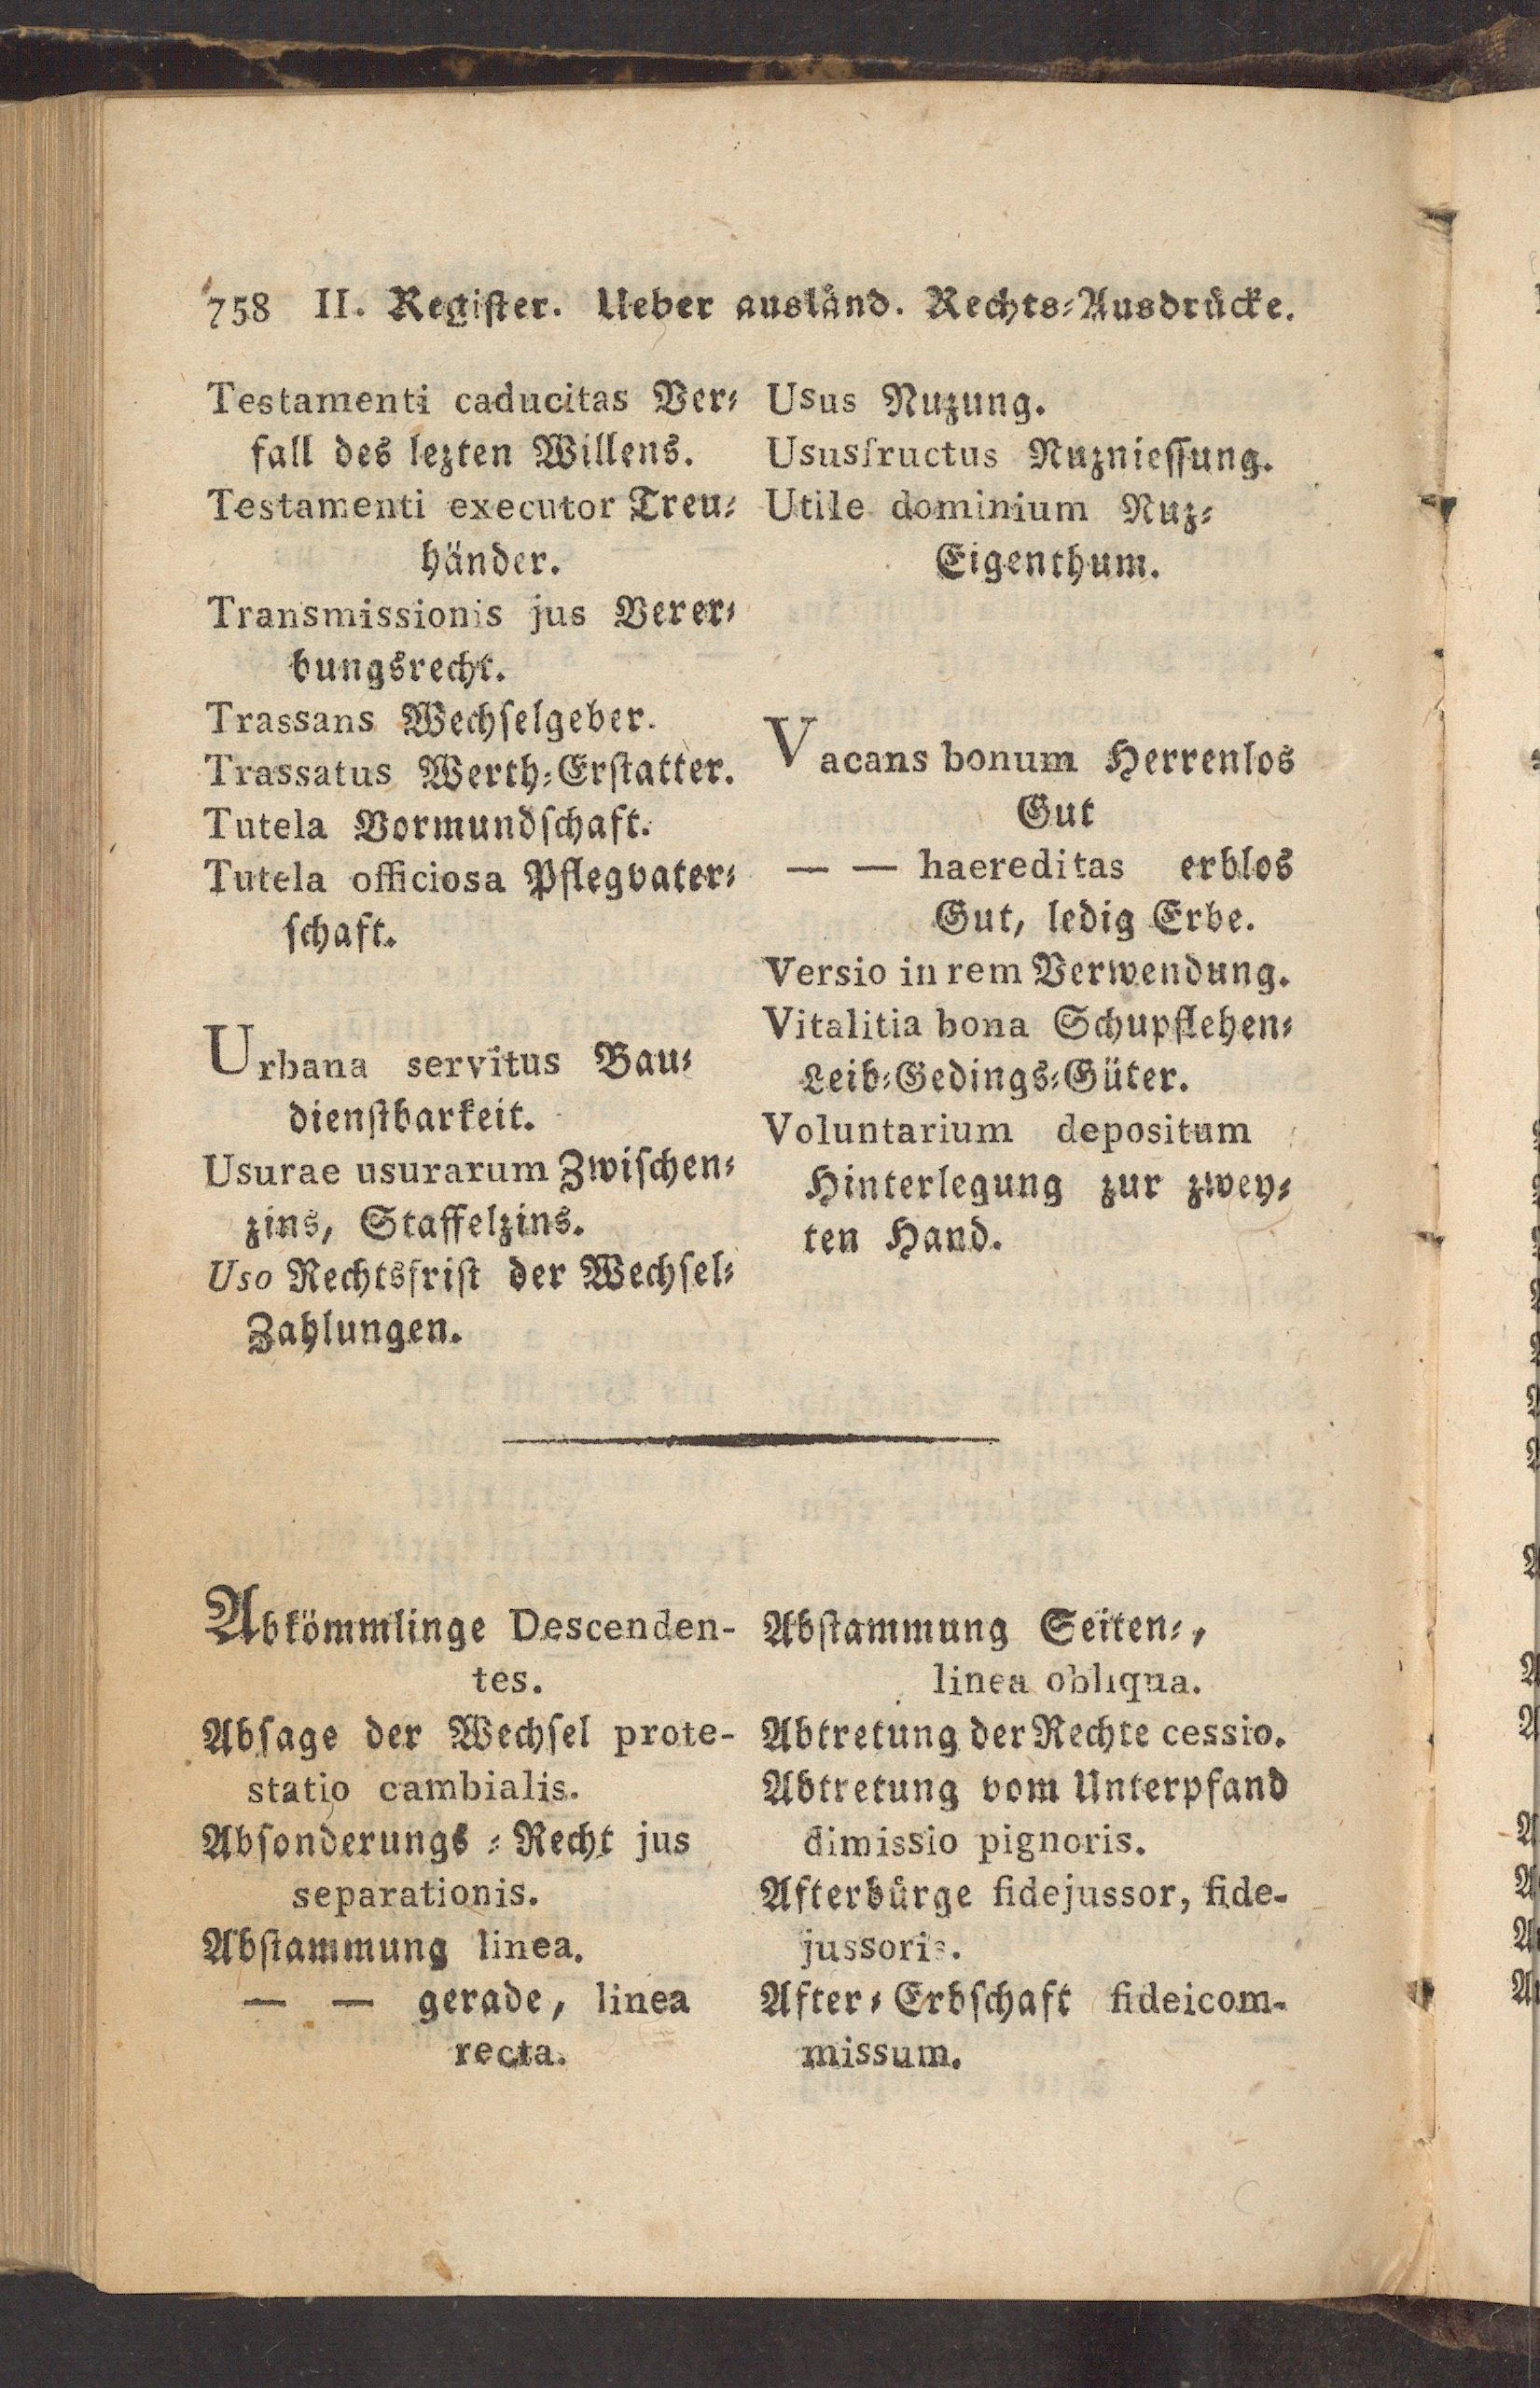 758 II. Register. Ueber ausländ. Rechts-Ausdrücke.
Testamenti caducitas Ver-
fall des lezten Willens.
Testamenti executor Treu-
händer.
Transmissionis jus Verer-
bungsrecht.
Trassans Wechselgeber.
Trassatus Werth-Erstatter.
Tutela Vormundschaft.
Tutela officiosa Pflegvater-
schaft.
Urbana servitus Bau-
dienstbarkeit.
Usurae usurarum Zwischen-
zins, Staffelzins.
Uso Rechtsfrist der Wechsel-
Zahlungen.
Usus Nuzung.
Ususfructus Nuzniessung.
Utile dominium Nuz-
Eigenthum.
Vacans bonum Herrenlos
Gut
— — haereditas erblos
Gut, ledig Erbe.
Versio in rem Verwendung.
Vitalitia bona Schupflehen-
Leib-Gedings-Güter.
Voluntarium depositum
Hinterlegung zur zwey-
ten Hand.
Abkömmlinge Descenden-
tes.
Absage der Wechsel prote-
statio cambialis.
Absonderungs-Recht jus
separationis.
Abstammung linea.
— — gerade, linea
recta.
Abstammung Seiten-,
linea obliqua.
Abtretung der Rechte cessio.
Abtretung vom Unterpfand
dimissio pignoris.
Afterbürge fidejussor, fide-
jussoris.
After-Erbschaft fideicom-
missum.